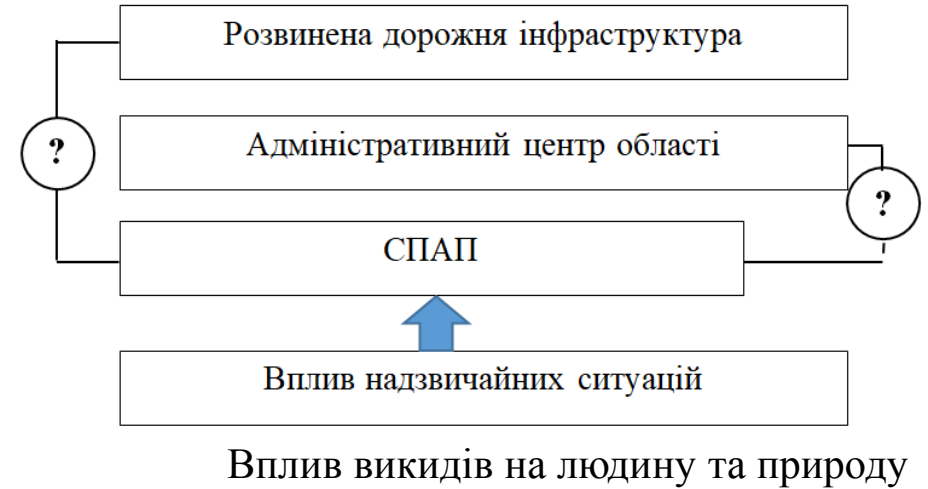 Розвинена дорожня інфраструктура
?
Адміністративний центр області
?
СПАП
Вплив надзвичайних ситуацій
Вплив викидів на людину та природу